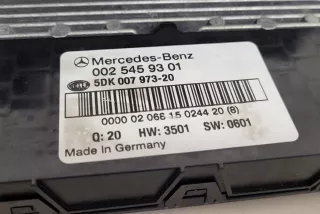 Mercedes-Benz
002 545 93 01
5DK 007 973-20
0000 02 066 15 02444 20 (8)
Q: 20 HW: 3501 SW: 0601
Made in Germany